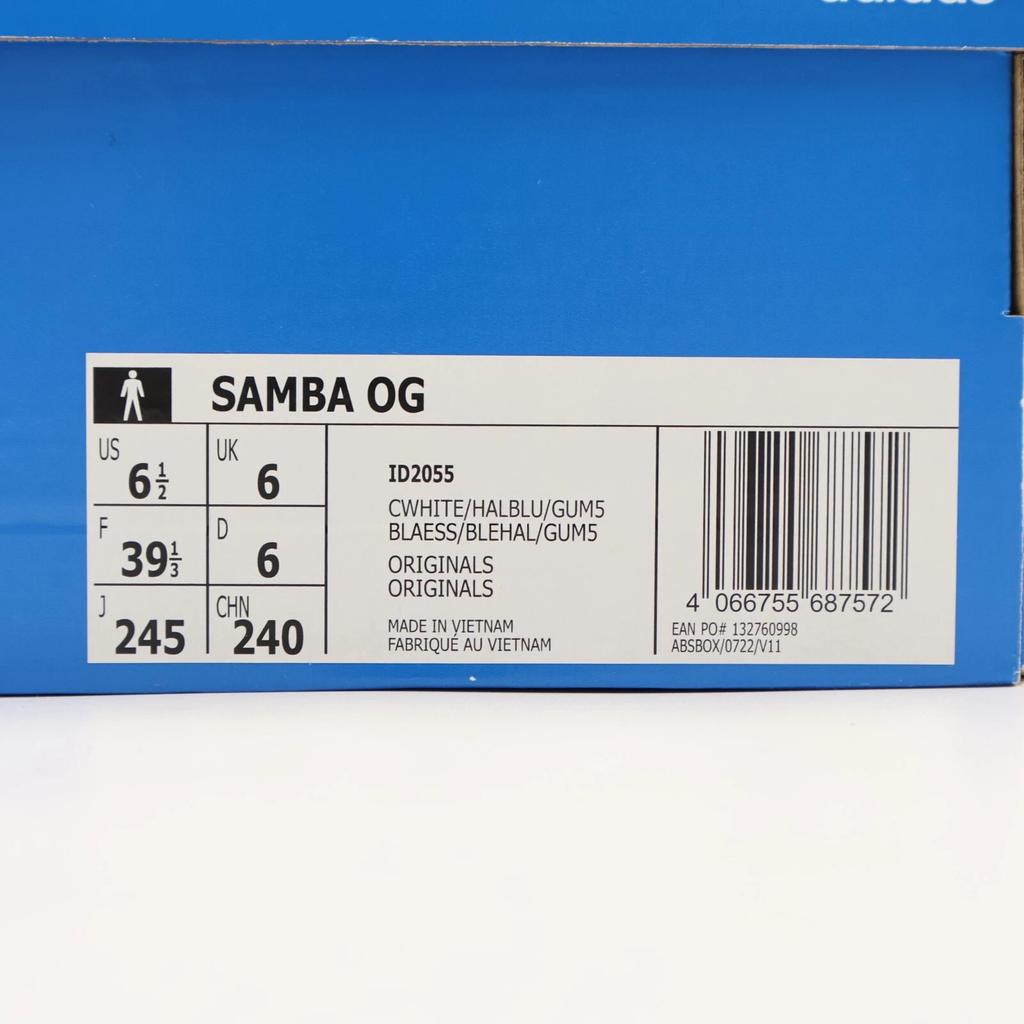 adidas
SAMBA OG
US 6 1/2 UK 6
F 39 1/3 D 6
J 245 CHN 240
ID2055
CWHITE/HALBLU/GUM5
BLAESS/BLEHAL/GUM5
ORIGINALS
ORIGINALS
MADE IN VIETNAM
FABRIQUÉ AU VIETNAM
4 066755 687572
EAN PO# 132760998
ABSBOX/0722/V11